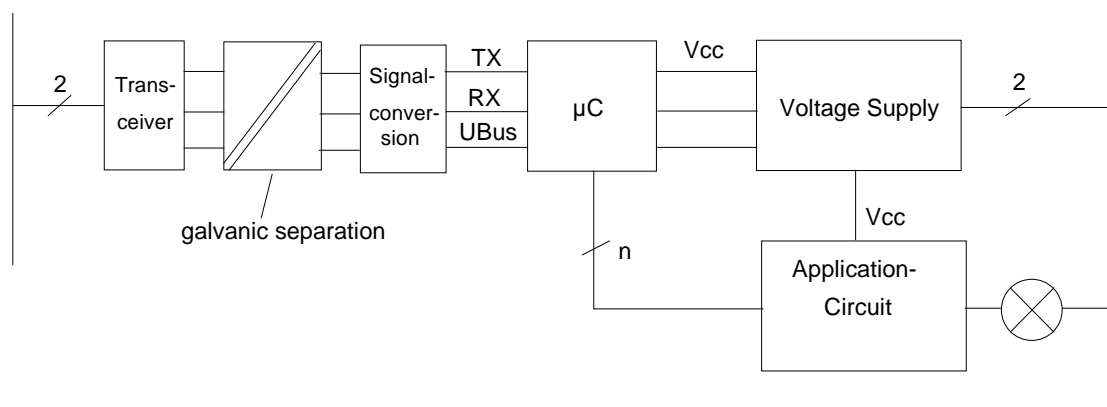 2
Trans-
ceiver
galvanic separation
Signal-
conver-
sion
TX
RX
UBus
µC
Vcc
Voltage Supply
2
Vcc
n
Application-
Circuit